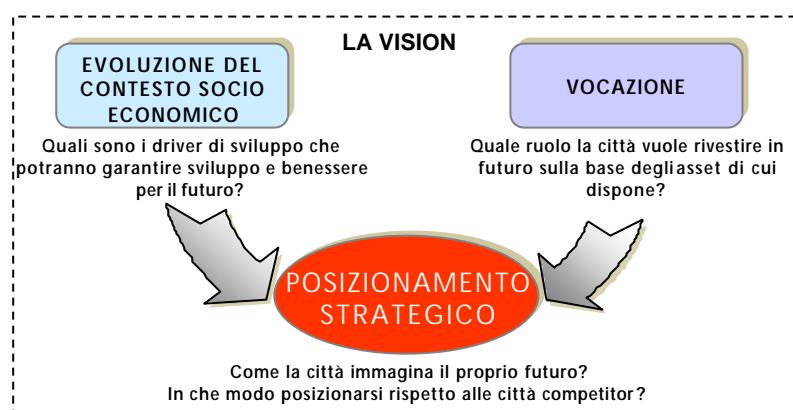 LA VISION
EVOLUZIONE DEL
CONTESTO SOCIO
ECONOMICO
Quali sono i driver di sviluppo che
potranno garantire sviluppo e benessere
per il futuro?
VOCAZIONE
Quale ruolo la città vuole rivestire in
futuro sulla base degli asset di cui
dispone?
POSIZIONAMENTO
STRATEGICO
Come la città immagina il proprio futuro?
In che modo posizionarsi rispetto alle città competitor?